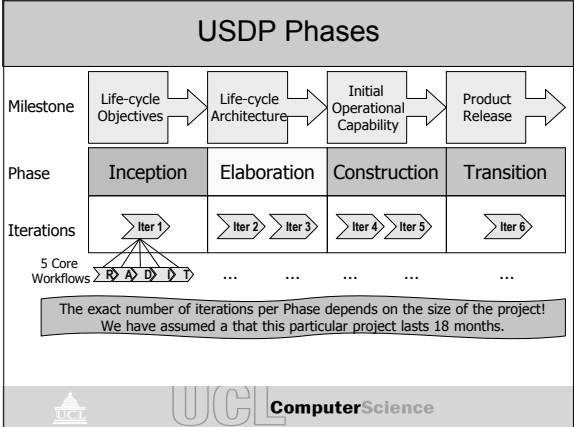 USDP Phases
Milestone
Life-cycle
Objectives
Life-cycle
Architecture
Initial
Operational
Capability
Product
Release
Phase
Inception
Elaboration
Construction
Transition
Iterations
Iter 1
Iter 2
Iter 3
Iter 4
Iter 5
Iter 6
5 Core
Workflows
R A D I T
...
...
...
...
...
The exact number of iterations per Phase depends on the size of the project!
We have assumed a that this particular project lasts 18 months.
UCL
UCL ComputerScience